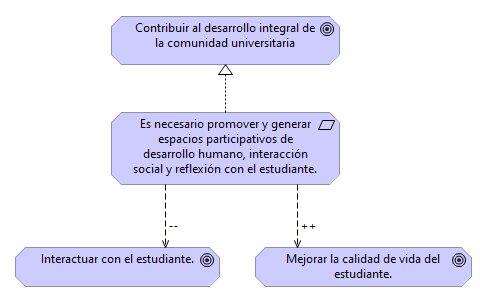 Contribuir al desarrollo integral de
la comunidad universitaria
Es necesario promover y generar
espacios participativos de
desarrollo humano, interacción
social y reflexión con el estudiante.
--
++
Interactuar con el estudiante.
Mejorar la calidad de vida del
estudiante.